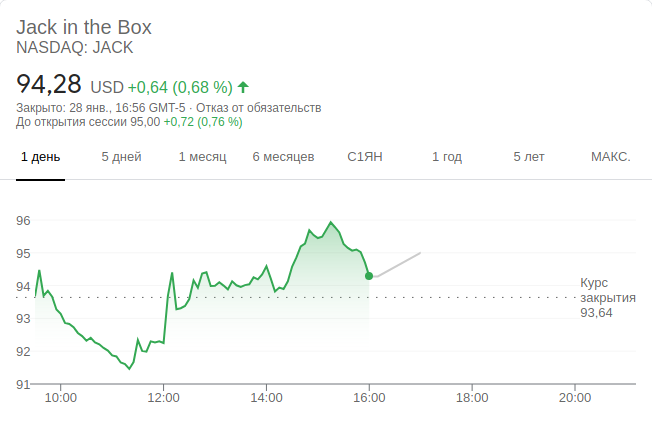 Jack in the Box
NASDAQ: JACK
94,28 USD +0,64 (0,68 %)
Закрыто: 28 янв., 16:56 GMT-5 · Отказ от обязательств
До открытия сессии 95,00 +0,72 (0,76 %)
1 день 5 дней 1 месяц 6 месяцев С1ЯН 1 год 5 лет МАКС.
96
95
94
93
92
91
Курс
закрытия
93,64
10:00 12:00 14:00 16:00 18:00 20:00